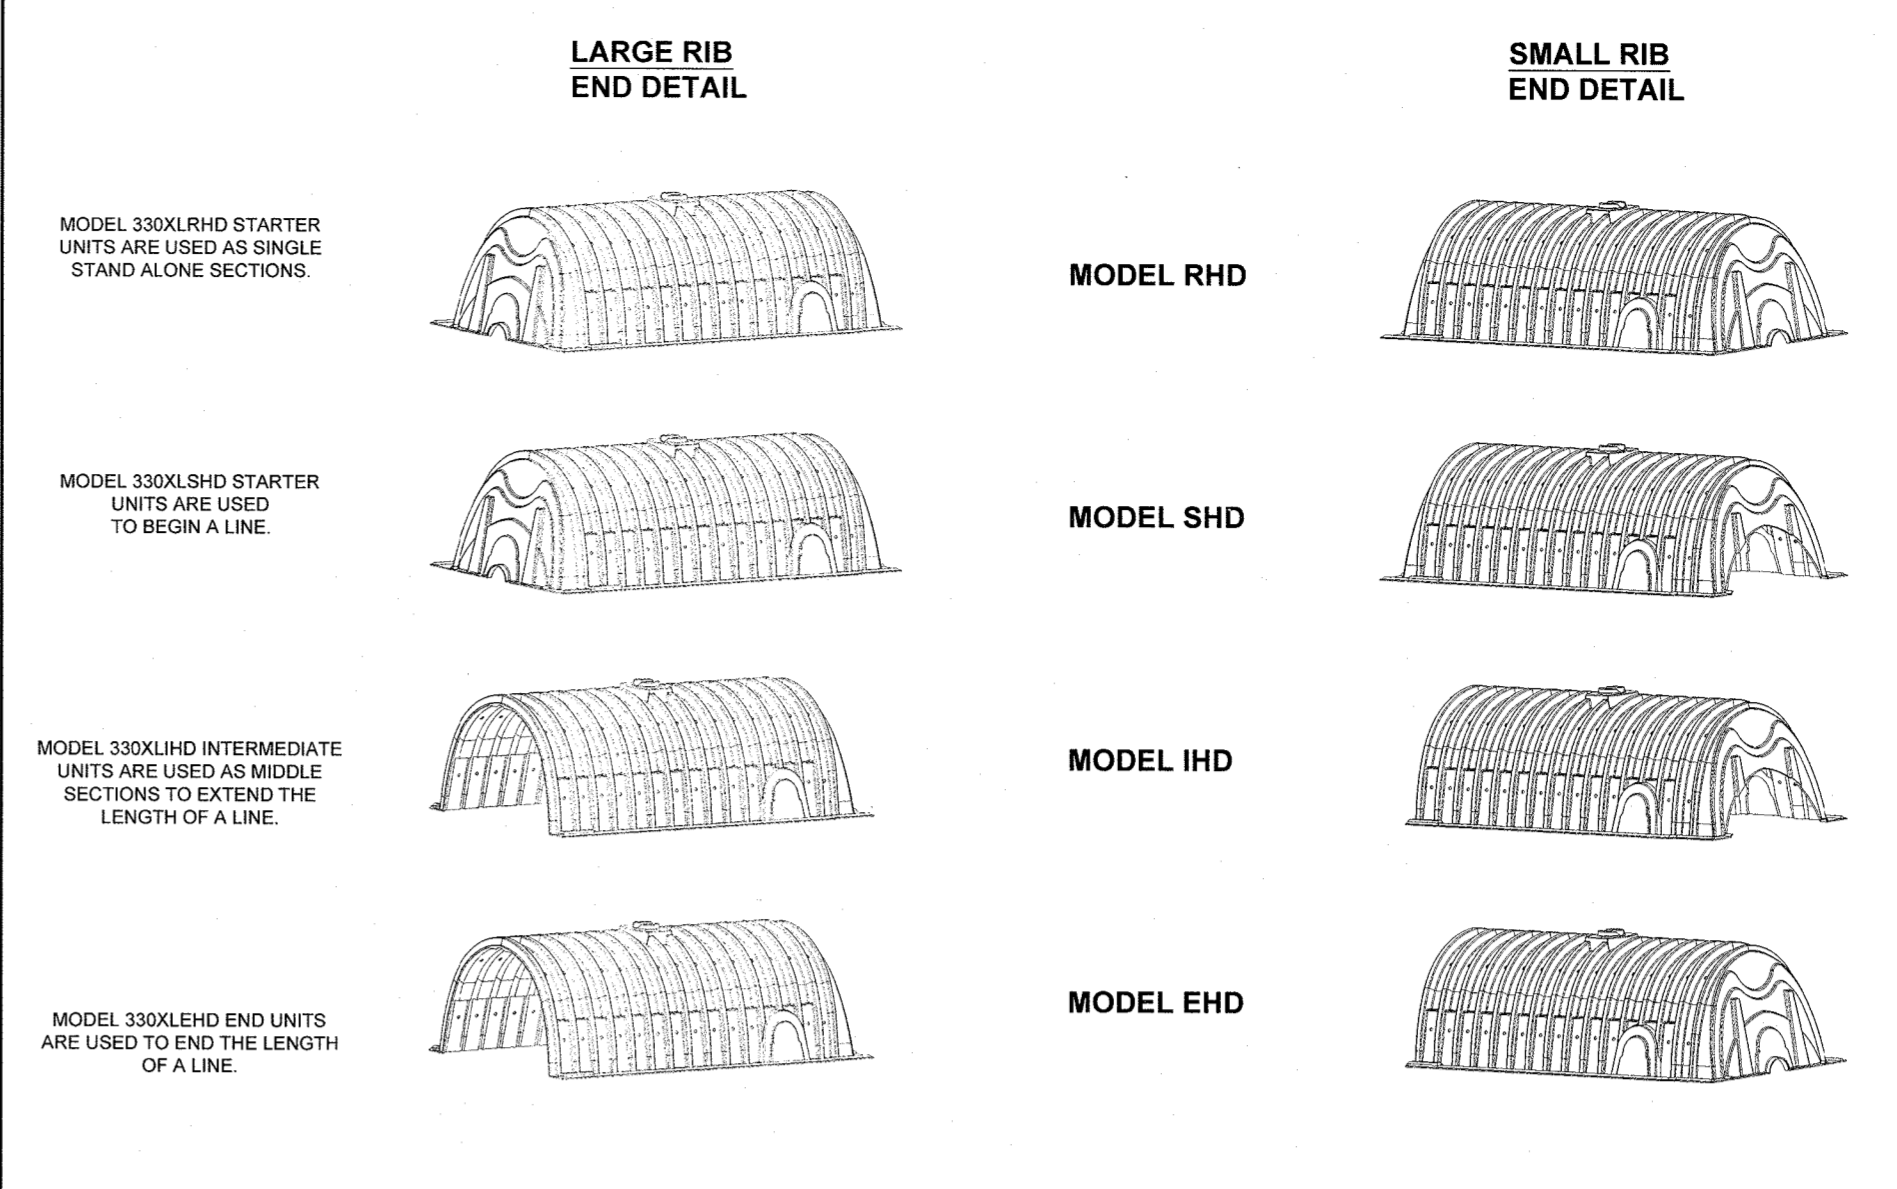 LARGE RIB
END DETAIL
SMALL RIB
END DETAIL
MODEL 330XLRHD STARTER
UNITS ARE USED AS SINGLE
STAND ALONE SECTIONS.
MODEL RHD
MODEL 330XLSHD STARTER
UNITS ARE USED
TO BEGIN A LINE.
MODEL SHD
MODEL 330XLIHD INTERMEDIATE
UNITS ARE USED AS MIDDLE
SECTIONS TO EXTEND THE
LENGTH OF A LINE.
MODEL IHD
MODEL 330XLEHD END UNITS
ARE USED TO END THE LENGTH
OF A LINE.
MODEL EHD